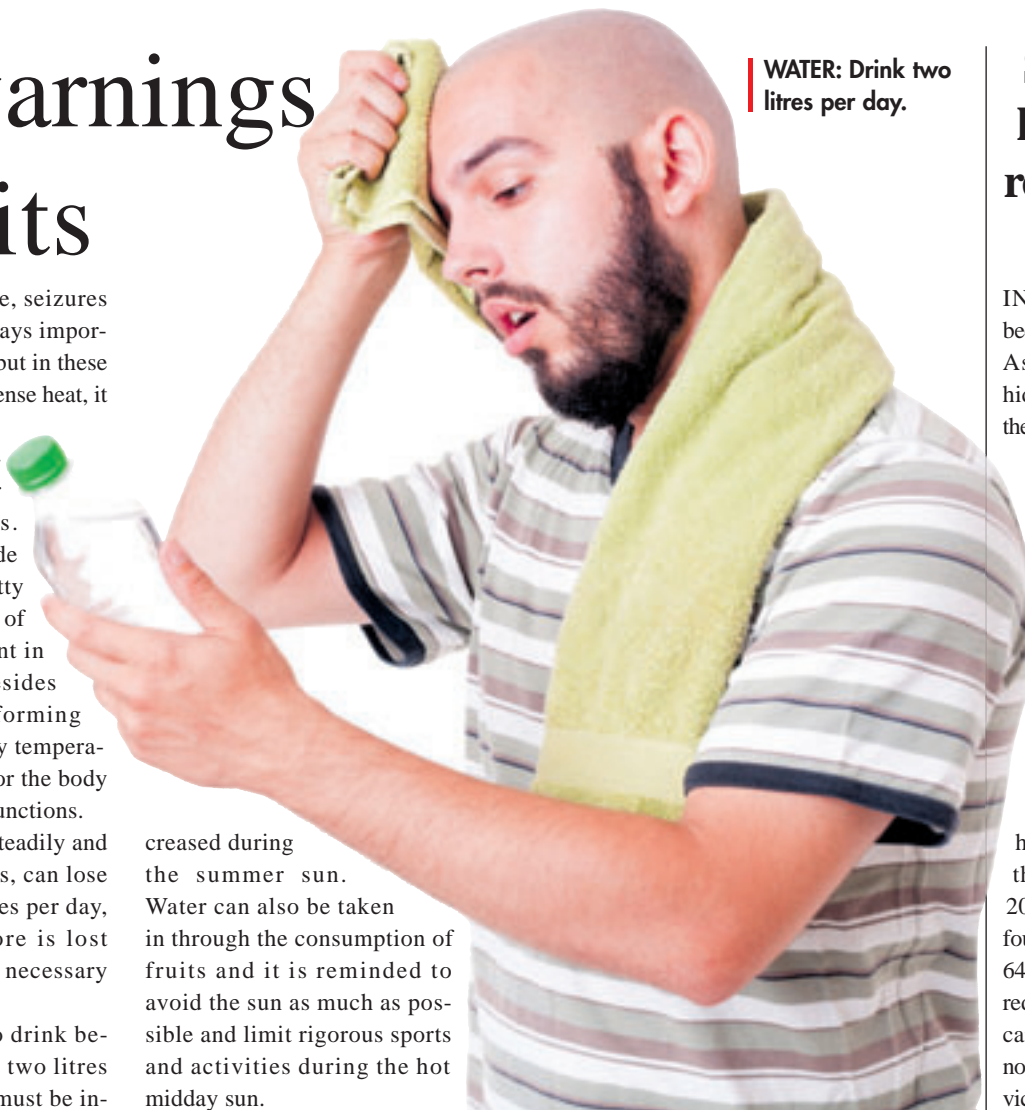 arnings
its
e, seizures
ays impor-
but in these
ense heat, it
s.
de
tty
of
nt in
esides
forming
y tempera-
or the body
unctions.
teadily and
s, can lose
es per day,
ore is lost
necessary
o drink be-
two litres
must be in-
creased during
the summer sun.
Water can also be taken
in through the consumption of
fruits and it is reminded to
avoid the sun as much as pos-
sible and limit rigorous sports
and activities during the hot
midday sun.
WATER: Drink two
litres per day.
IN
be
As
the
th
20
fou
64
ca
no